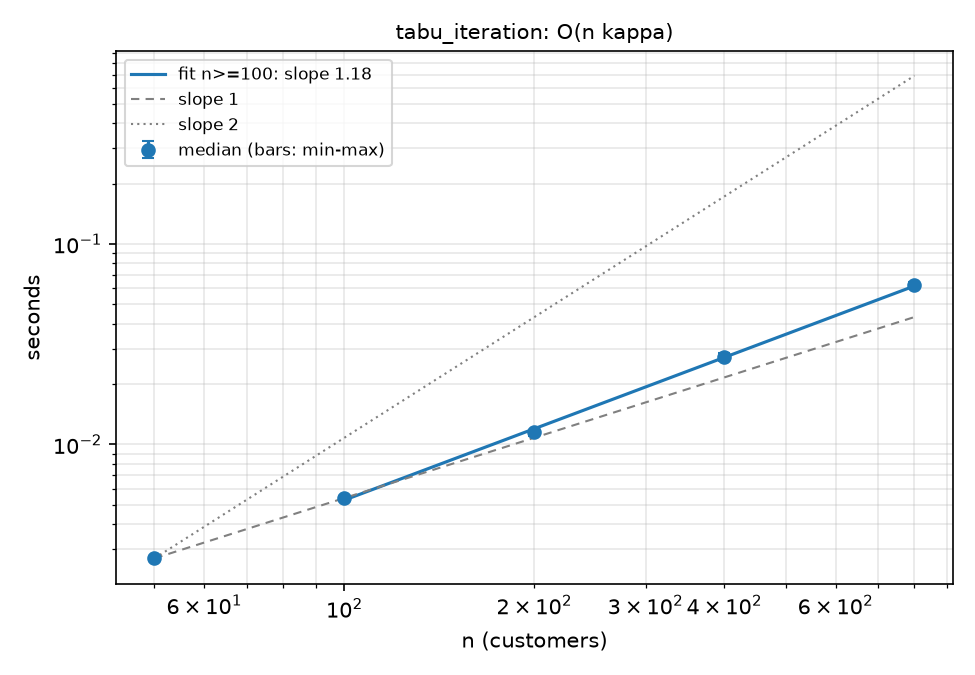 tabu_iteration: O(n kappa)
fit n>=100: slope 1.18
slope 1
slope 2
median (bars: min-max)
10⁻¹
10⁻²
seconds
6 × 10¹
10²
2 × 10²
3 × 10²
4 × 10²
6 × 10²
n (customers)